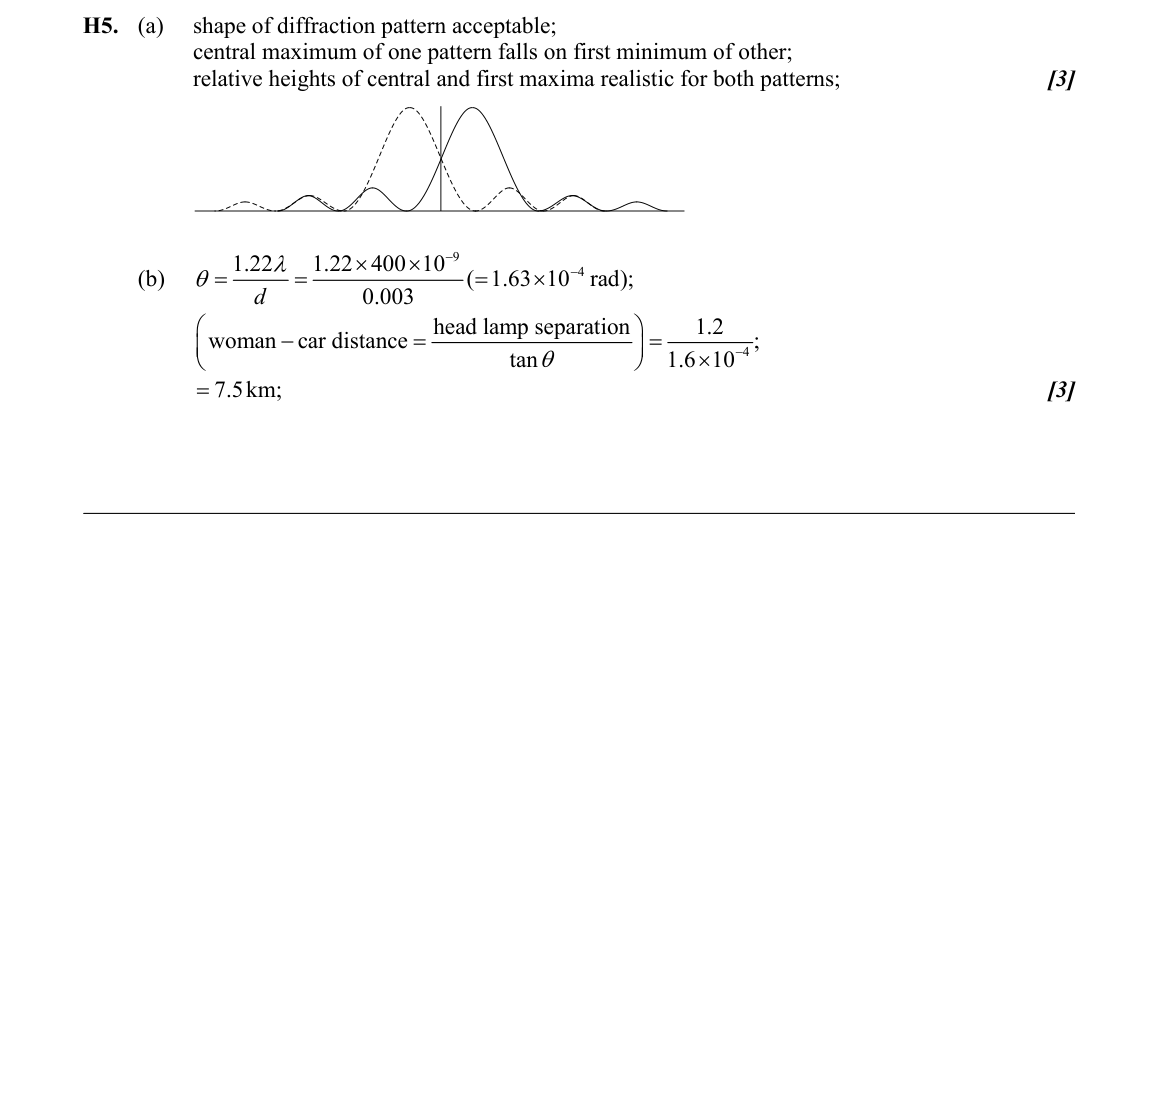 H5. (a) shape of diffraction pattern acceptable;
central maximum of one pattern falls on first minimum of other;
relative heights of central and first maxima realistic for both patterns; [3]
(b) θ = 1.22λ / d = 1.22×400×10⁻⁹ / 0.003 (=1.63×10⁻⁴ rad);
(woman – car distance = head lamp separation / tan θ) = 1.2 / 1.6×10⁻⁴;
= 7.5 km; [3]